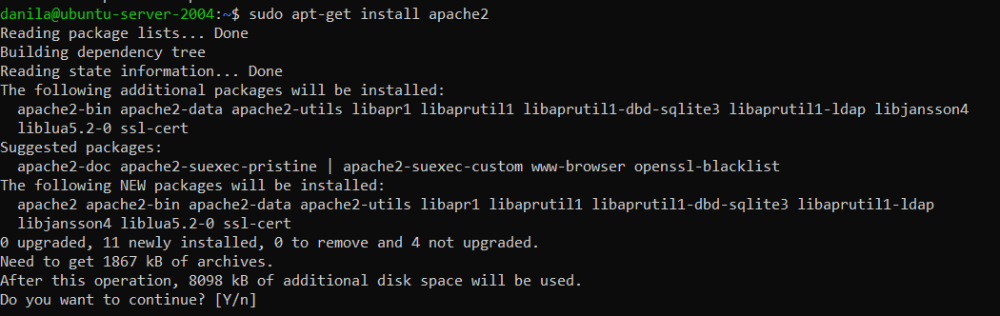 danila@ubuntu-server-2004:~$ sudo apt-get install apache2
Reading package lists... Done
Building dependency tree
Reading state information... Done
The following additional packages will be installed:
  apache2-bin apache2-data apache2-utils libapr1 libaprutil1 libaprutil1-dbd-sqlite3 libaprutil1-ldap libjansson4
  liblua5.2-0 ssl-cert
Suggested packages:
  apache2-doc apache2-suexec-pristine | apache2-suexec-custom www-browser openssl-blacklist
The following NEW packages will be installed:
  apache2 apache2-bin apache2-data apache2-utils libapr1 libaprutil1 libaprutil1-dbd-sqlite3 libaprutil1-ldap
  libjansson4 liblua5.2-0 ssl-cert
0 upgraded, 11 newly installed, 0 to remove and 4 not upgraded.
Need to get 1867 kB of archives.
After this operation, 8098 kB of additional disk space will be used.
Do you want to continue? [Y/n]